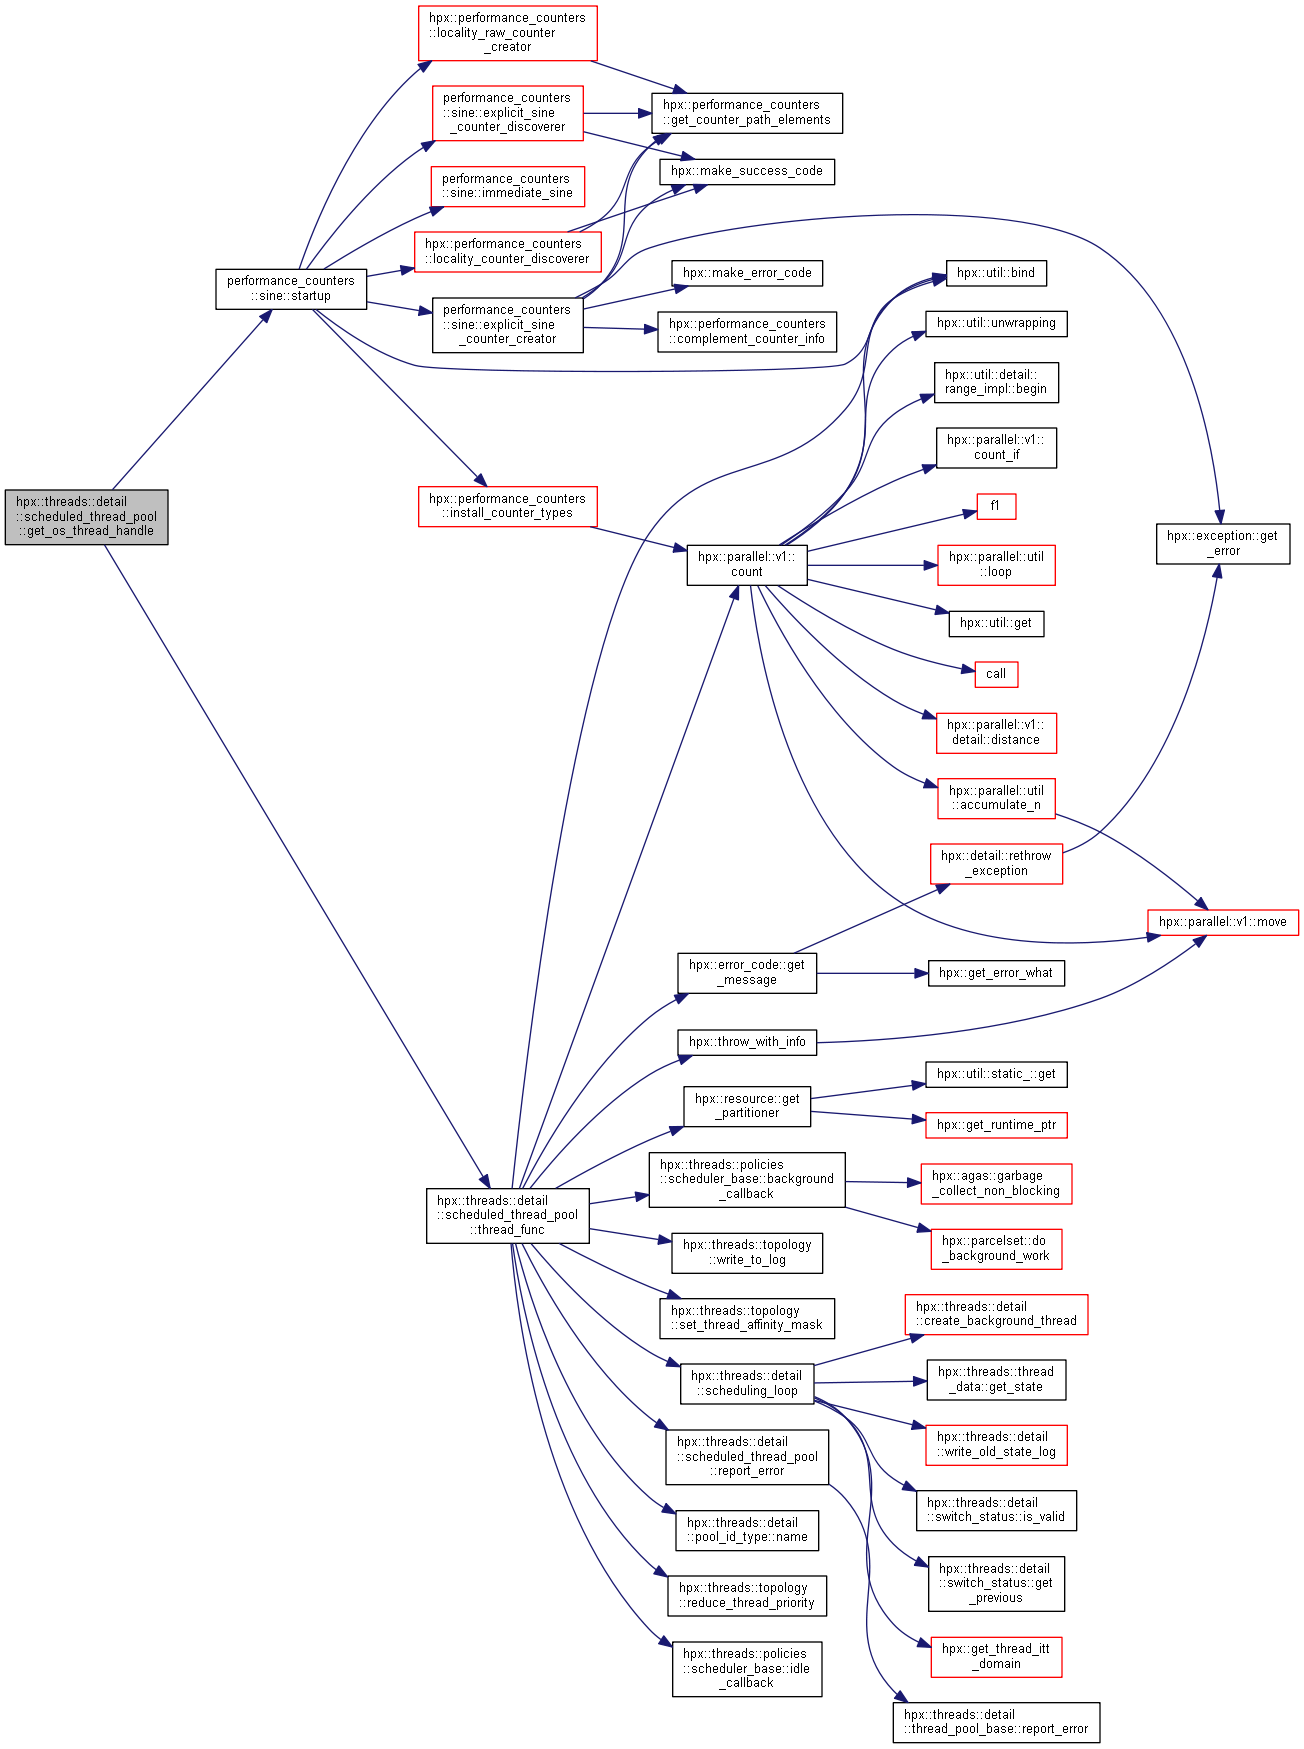 hpx::performance_counters
::locality_raw_counter
_creator
performance_counters
::sine::explicit_sine
_counter_discoverer
hpx::performance_counters
::get_counter_path_elements
hpx::make_success_code
performance_counters
::sine::immediate_sine
hpx::performance_counters
::locality_counter_discoverer
performance_counters
::sine::startup
performance_counters
::sine::explicit_sine
_counter_creator
hpx::make_error_code
hpx::performance_counters
::complement_counter_info
hpx::util::bind
hpx::util::unwrapping
hpx::util::detail::
range_impl::begin
hpx::parallel::v1::
count_if
f1
hpx::threads::detail
::scheduled_thread_pool
::get_os_thread_handle
hpx::performance_counters
::install_counter_types
hpx::parallel::v1::
count
hpx::parallel::util
::loop
hpx::exception::get
_error
hpx::util::get
call
hpx::parallel::v1::
detail::distance
hpx::parallel::util
::accumulate_n
hpx::detail::rethrow
_exception
hpx::parallel::v1::move
hpx::error_code::get
_message
hpx::get_error_what
hpx::throw_with_info
hpx::resource::get
_partitioner
hpx::util::static_::get
hpx::get_runtime_ptr
hpx::threads::policies
::scheduler_base::background
_callback
hpx::agas::garbage
_collect_non_blocking
hpx::threads::detail
::scheduled_thread_pool
::thread_func
hpx::parcelset::do
_background_work
hpx::threads::topology
::write_to_log
hpx::threads::topology
::set_thread_affinity_mask
hpx::threads::detail
::create_background_thread
hpx::threads::detail
::scheduling_loop
hpx::threads::thread
_data::get_state
hpx::threads::detail
::write_old_state_log
hpx::threads::detail
::scheduled_thread_pool
::report_error
hpx::threads::detail
::switch_status::is_valid
hpx::threads::detail
::pool_id_type::name
hpx::threads::detail
::switch_status::get
_previous
hpx::threads::topology
::reduce_thread_priority
hpx::threads::policies
::scheduler_base::idle
_callback
hpx::get_thread_itt
_domain
hpx::threads::detail
::thread_pool_base::report_error